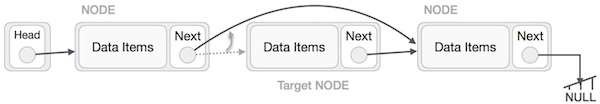 NODE
NODE
Head
Data Items
Next
Data Items
Next
Data Items
Next
Target NODE
NULL